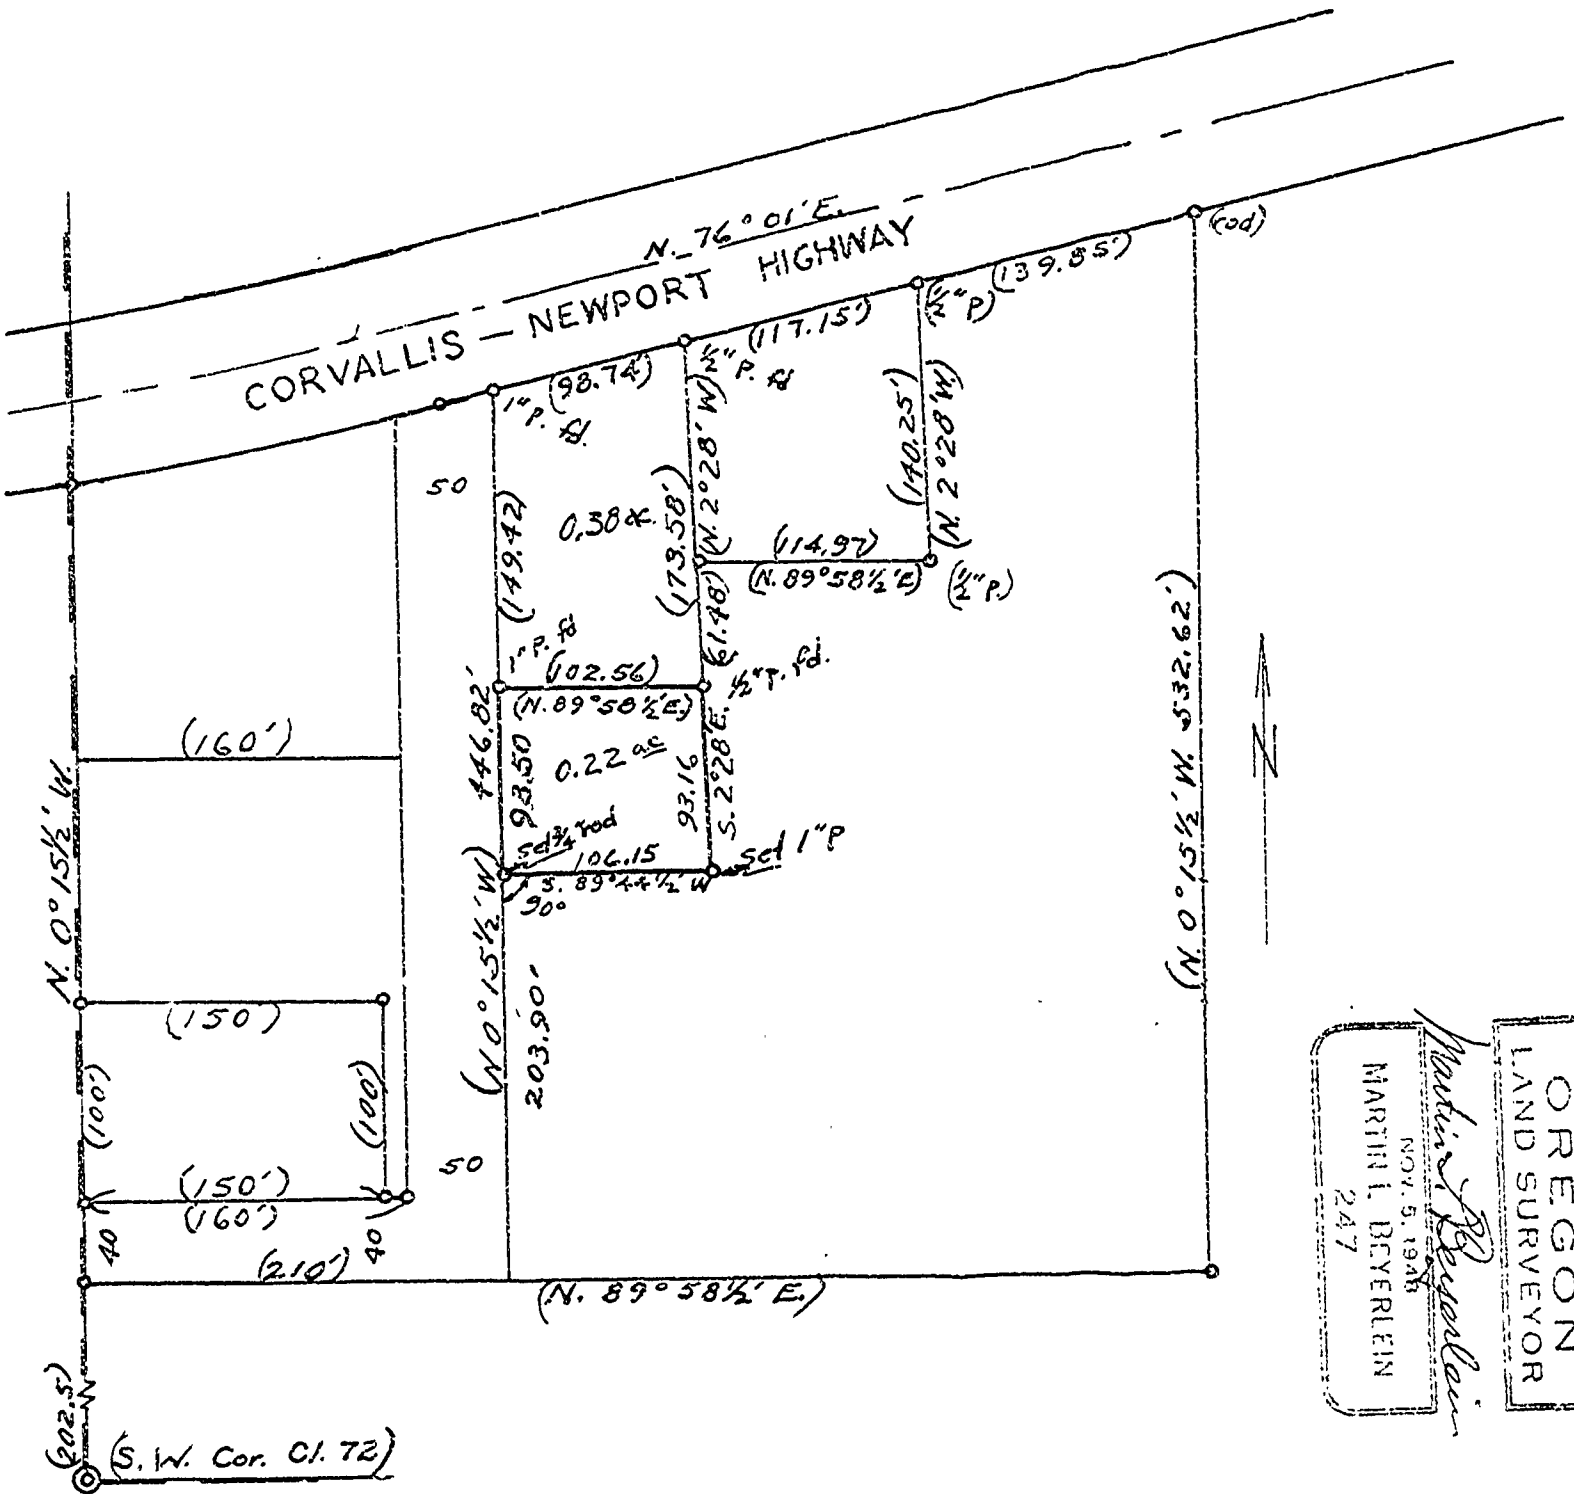 N. 76° 01' E.
CORVALLIS — NEWPORT HIGHWAY
(rod)
(139.85')
(½" P)
(117.15')
½" P. fd
(98.74')
1" P. fd.
50
(149.42)
0.38 ac.
(173.58')
(N. 2°28' W)
(140.25')
(N. 2°28' W.)
(114.97)
(N. 89°58½' E)
(½" P.)
(61.48')
1" P. fd
(102.56)
(N. 89°58½' E.)
½" P. fd.
446.82'
93.50
0.22 ac
93.16
S. 2°28' E.
set ¾ rod
106.15
S. 89°44½' W
90°
set 1" P
(160')
N. 0°15½' W.
(N 0°15½' W)
203.90'
(N. 0°15½' W. 532.62')
N
(150')
(100')
(100')
50
(150')
(160')
40
40
(210')
(N. 89°58½' E.)
(202.5)
(S. W. Cor. Cl. 72)
OREGON
LAND SURVEYOR
Martin L. Beyerlein
NOV. 5. 1948
MARTIN L. BEYERLEIN
247